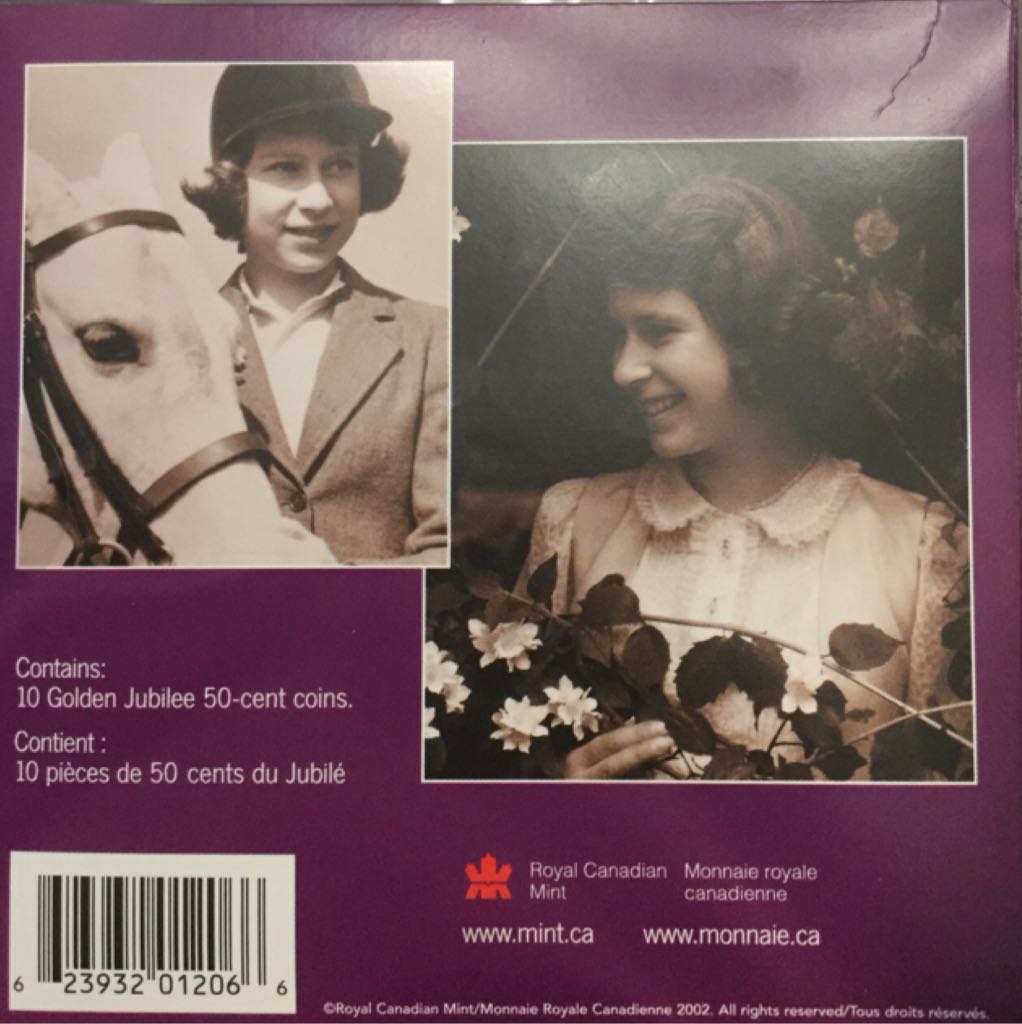 Contains:
10 Golden Jubilee 50-cent coins.
Contient :
10 pièces de 50 cents du Jubilé
Royal Canadian
Mint
Monnaie royale
canadienne
www.mint.ca
www.monnaie.ca
6 23932 01206 6
©Royal Canadian Mint/Monnaie Royale Canadienne 2002. All rights reserved/Tous droits réservés.